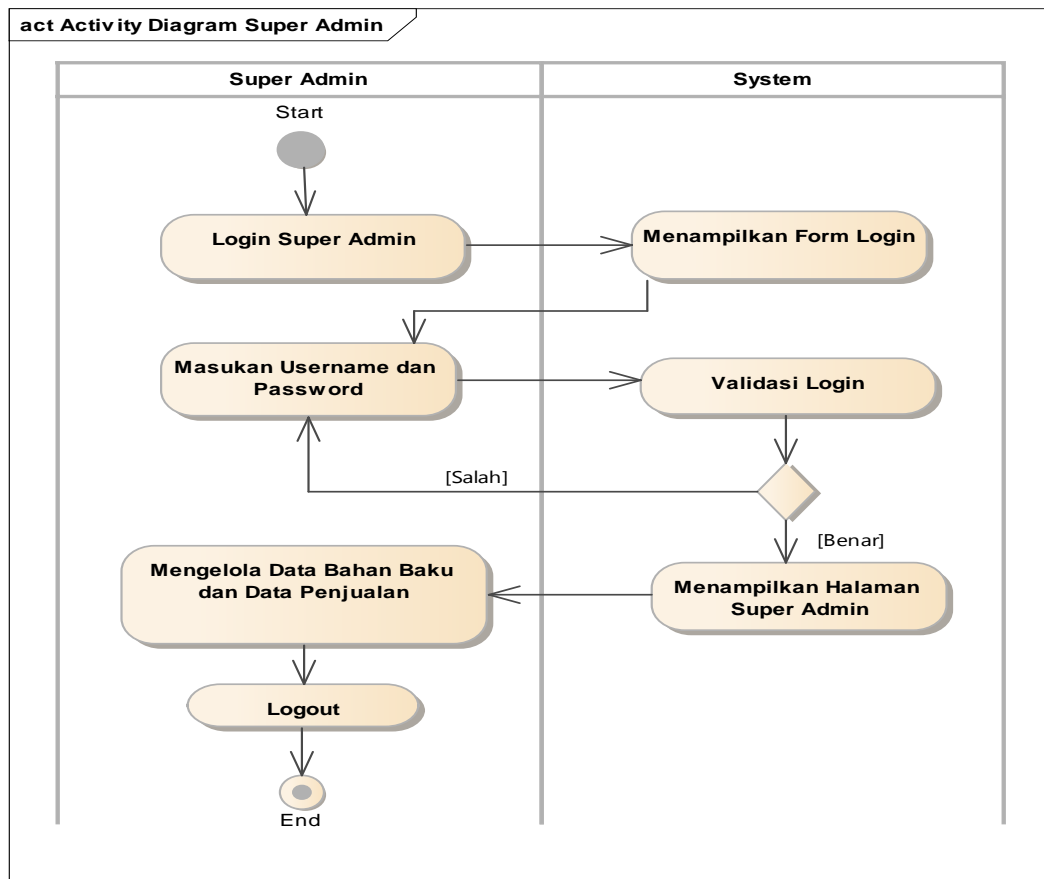 act Activity Diagram Super Admin
Super Admin
System
Start
Login Super Admin
Menampilkan Form Login
Masukan Username dan
Password
Validasi Login
[Salah]
[Benar]
Mengelola Data Bahan Baku
dan Data Penjualan
Menampilkan Halaman
Super Admin
Logout
End